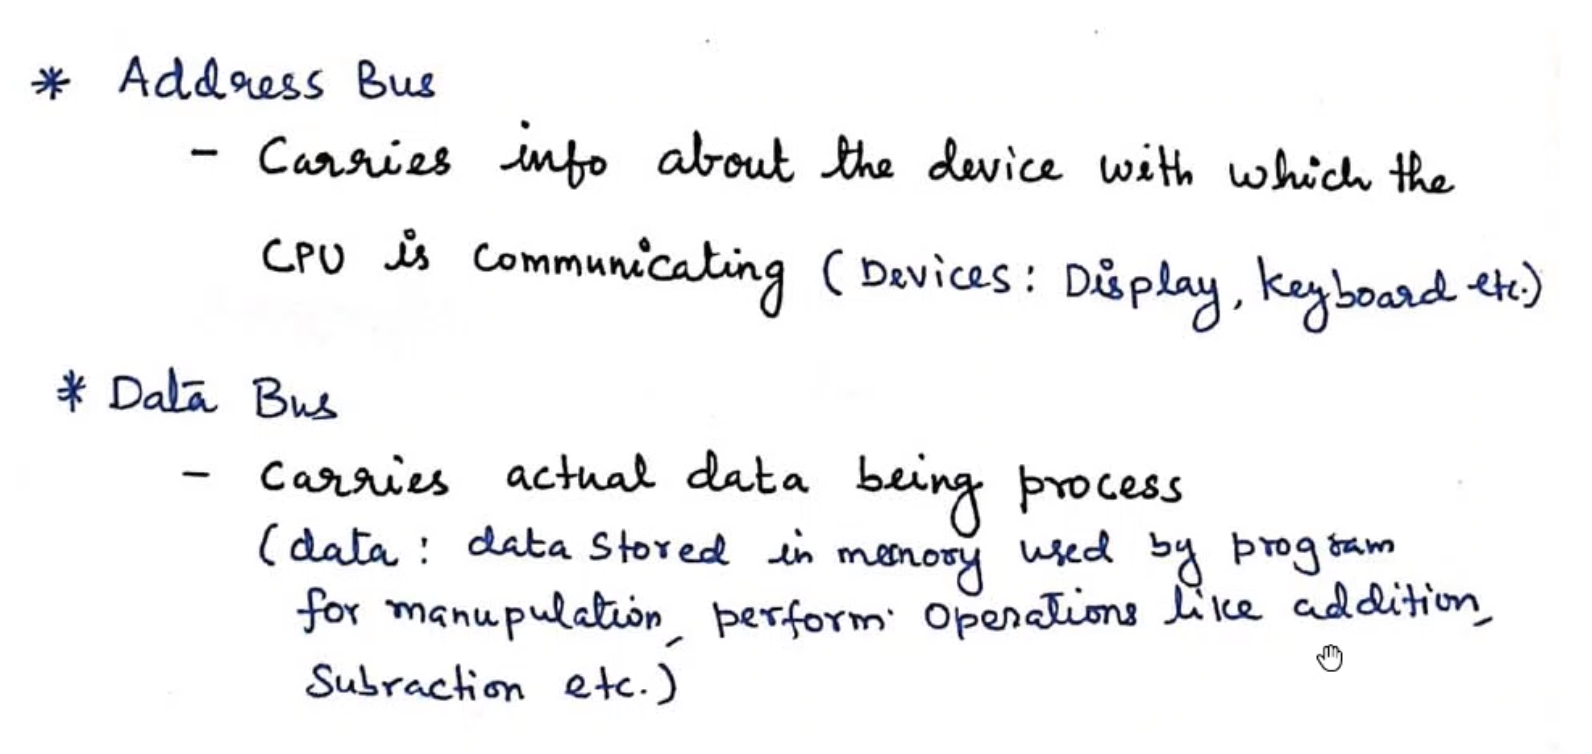 * Address Bus
- Carries info about the device with which the
CPU is communicating (Devices: Display, keyboard etc.)
* Data Bus
- Carries actual data being process
(data: data stored in memory used by program
for manupulation, perform operations like addition,
Subraction etc.)